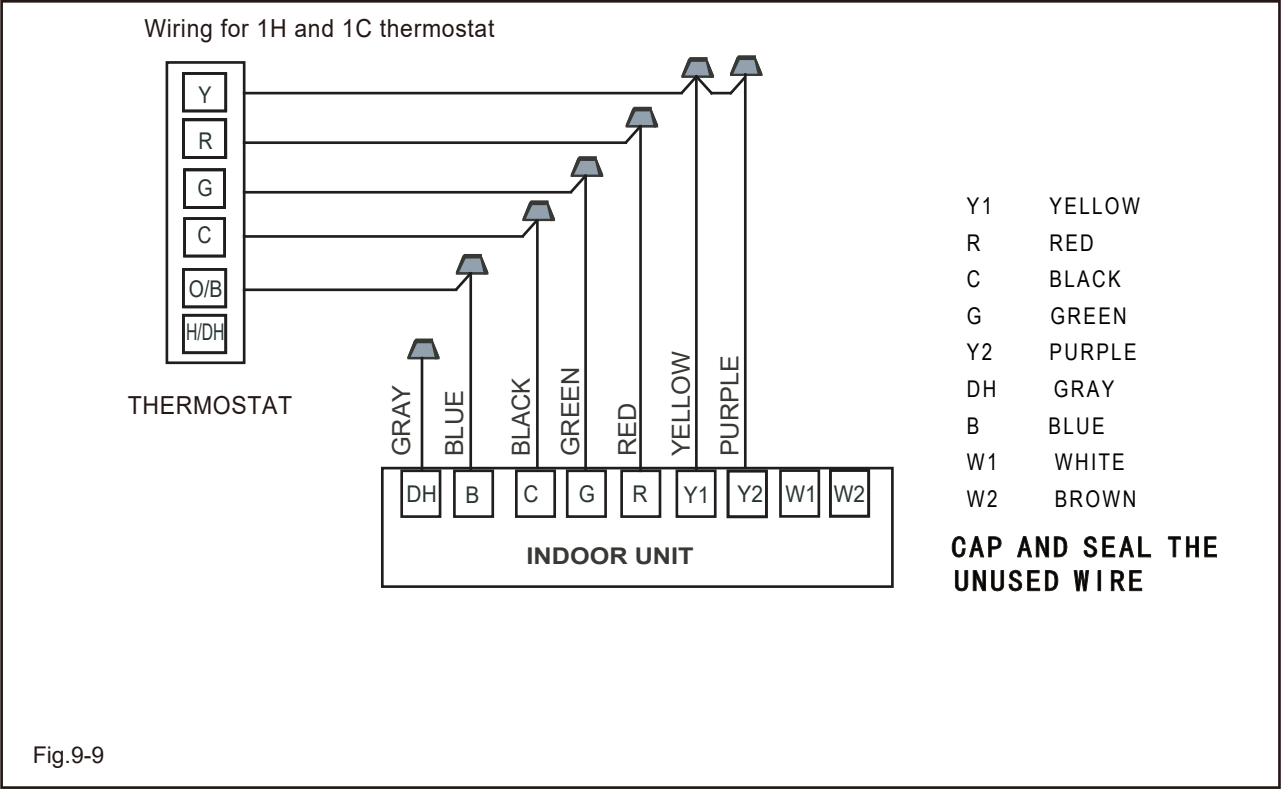 Wiring for 1H and 1C thermostat
Y
R
G
C
O/B
H/DH
THERMOSTAT
GRAY
BLUE
BLACK
GREEN
RED
YELLOW
PURPLE
DH B C G R Y1 Y2 W1 W2
INDOOR UNIT
Y1 YELLOW
R RED
C BLACK
G GREEN
Y2 PURPLE
DH GRAY
B BLUE
W1 WHITE
W2 BROWN
CAP AND SEAL THE
UNUSED WIRE
Fig.9-9